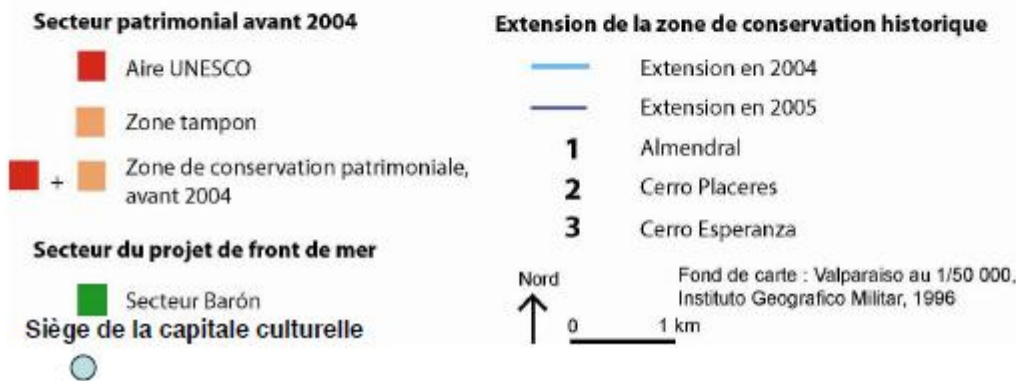 Secteur patrimonial avant 2004
Aire UNESCO
Zone tampon
+ Zone de conservation patrimoniale,
avant 2004
Secteur du projet de front de mer
Secteur Barón
Siège de la capitale culturelle
Extension de la zone de conservation historique
Extension en 2004
Extension en 2005
1 Almendral
2 Cerro Placeres
3 Cerro Esperanza
Nord
0 1 km
Fond de carte : Valparaiso au 1/50 000,
Instituto Geografico Militar, 1996